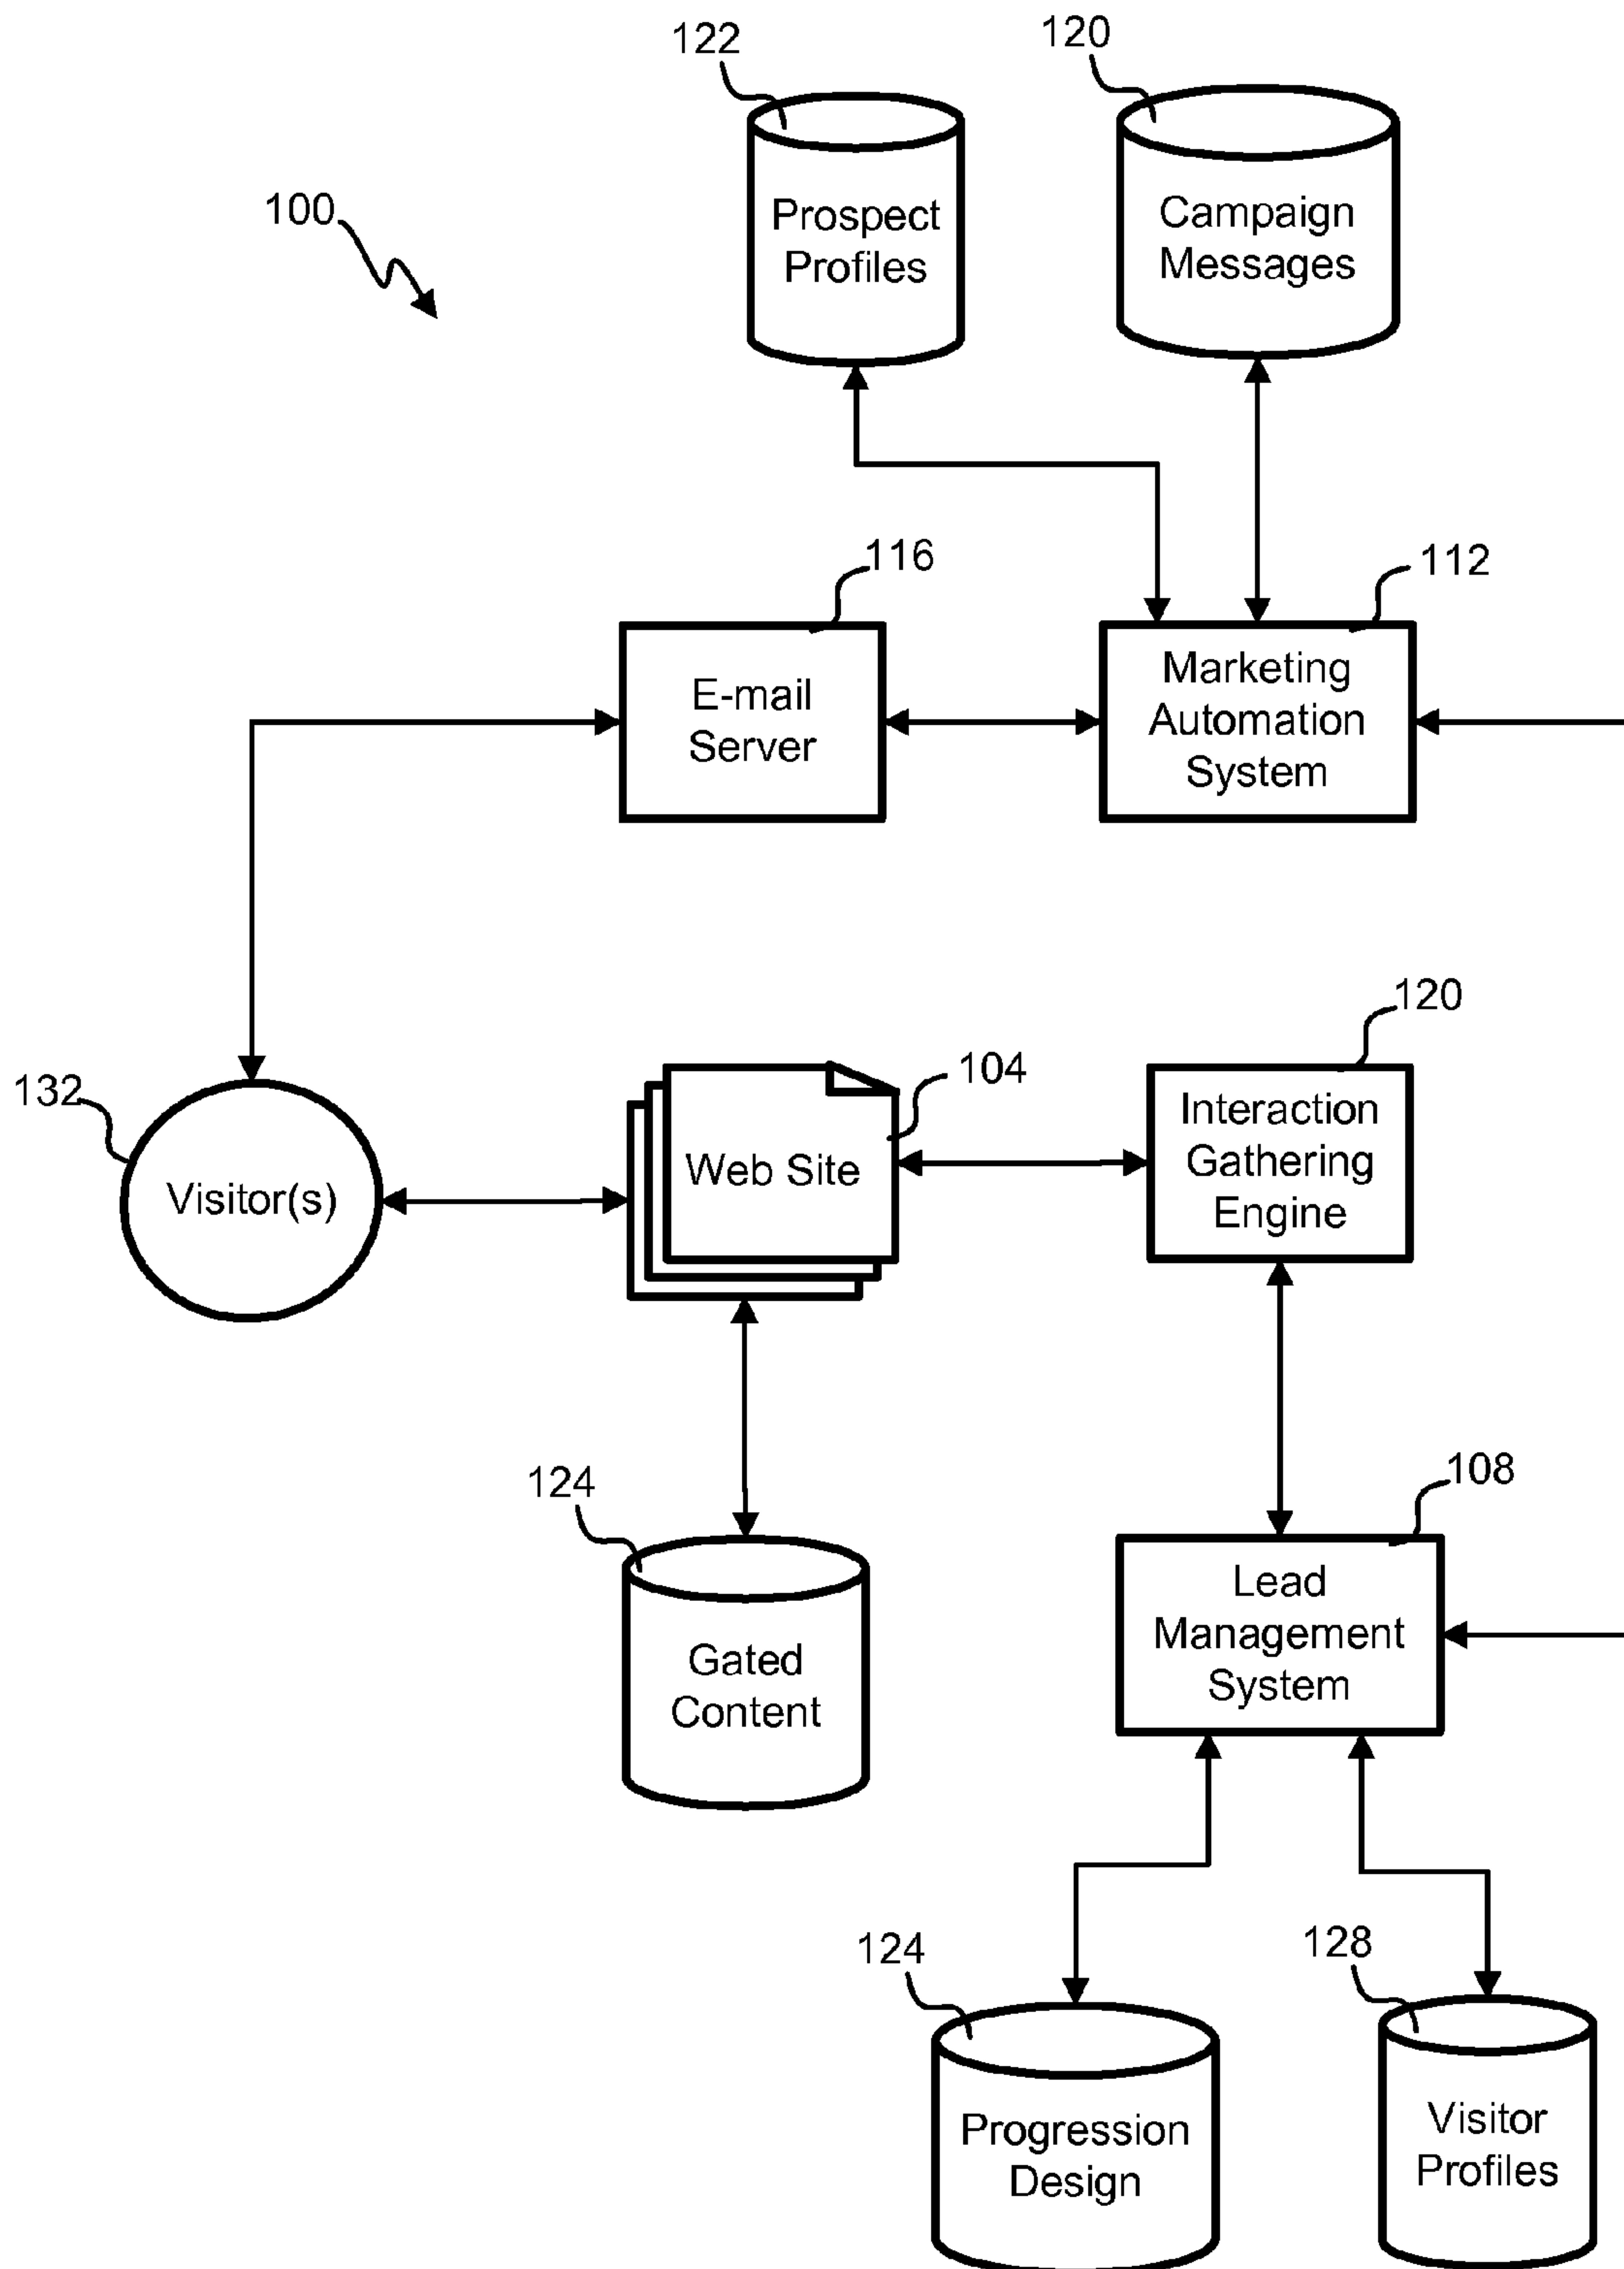 122
120
100
Prospect
Profiles
Campaign
Messages
116
112
E-mail
Server
Marketing
Automation
System
120
132
104
Visitor(s)
Web Site
Interaction
Gathering
Engine
124
108
Gated
Content
Lead
Management
System
124
128
Progression
Design
Visitor
Profiles